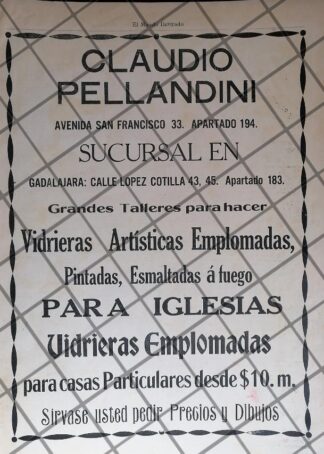 El Mundo Ilustrado
CLAUDIO
PELLANDINI
AVENIDA SAN FRANCISCO 33. APARTADO 194.
SUCURSAL EN
GADALAJARA: CALLE LOPEZ COTILLA 43, 45. Apartado 183.
Grandes Talleres para hacer
Vidrieras Artísticas Emplomadas,
Pintadas, Esmaltadas á fuego
PARA IGLESIAS
Vidrieras Emplomadas
para casas Particulares desde $10. m,
Sírvase usted pedir Precios y Dibujos